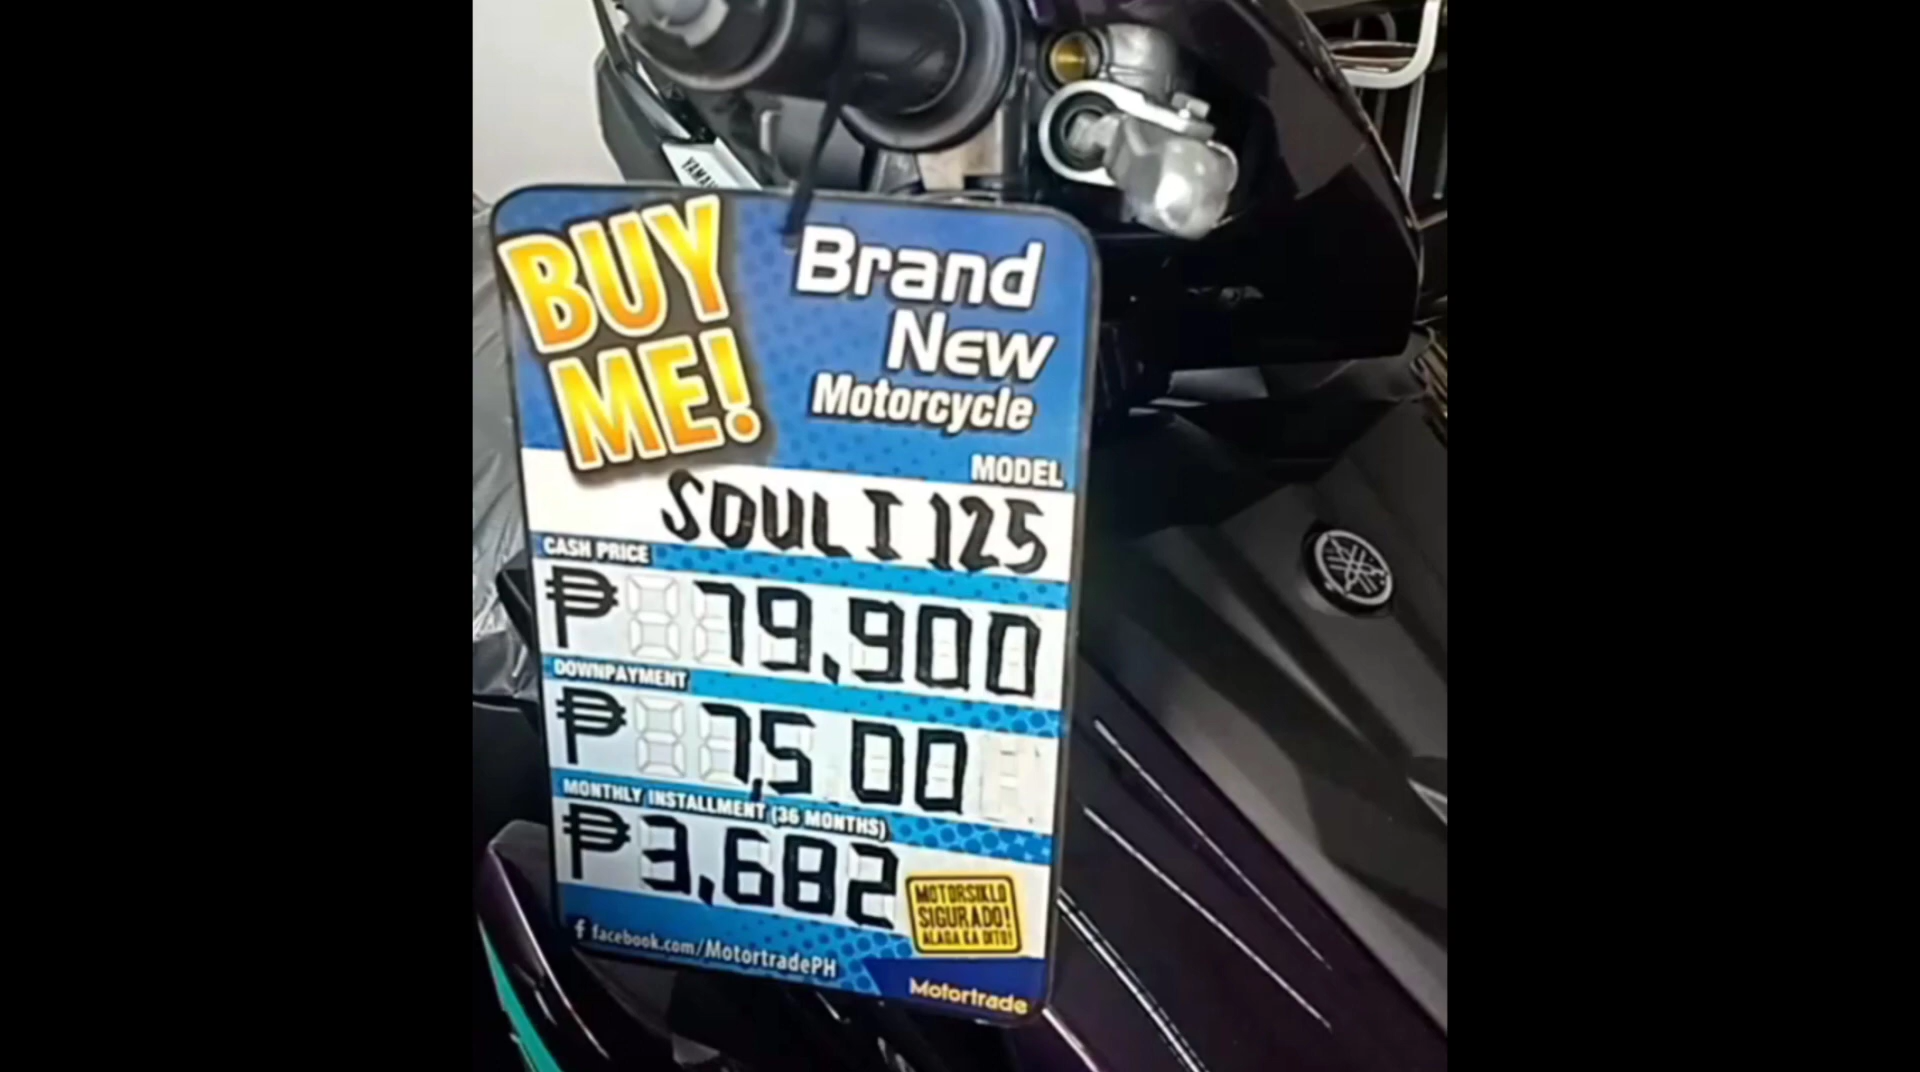 YAMA
BUY
ME!
Brand
New
Motorcycle
MODEL
SOUL I 125
CASH PRICE
₱ 79,900
DOWNPAYMENT
₱ 7,500
MONTHLY INSTALLMENT (36 MONTHS)
₱3,682
MOTORSIKLO
SIGURADO!
ALAGA KA DITO!
facebook.com/MotortradePH
Motortrade